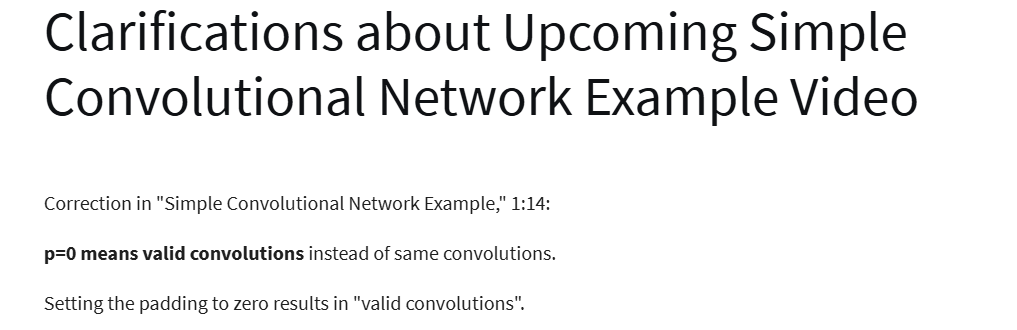 Clarifications about Upcoming Simple
Convolutional Network Example Video
Correction in "Simple Convolutional Network Example," 1:14:
p=0 means valid convolutions instead of same convolutions.
Setting the padding to zero results in "valid convolutions".